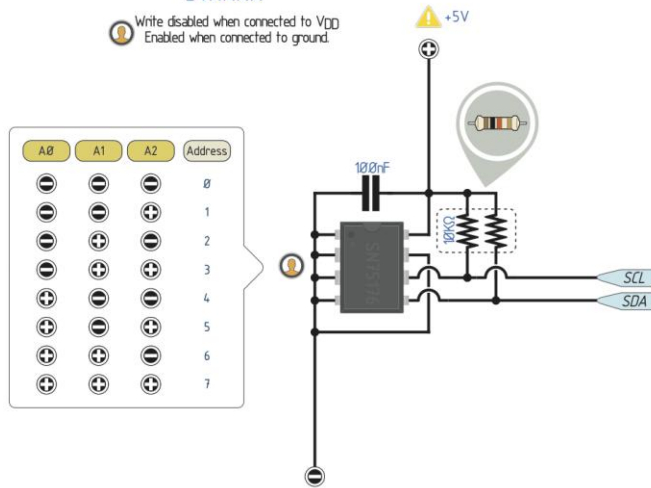 Write disabled when connected to VDD
Enabled when connected to ground.
+5V
A0 A1 A2 Address
0
1
2
3
4
5
6
7
100nF
10KΩ
SN75176
SCL
SDA